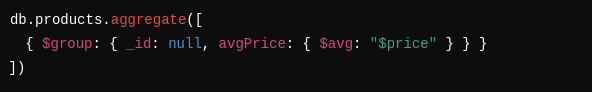 db.products.aggregate([
  { $group: { _id: null, avgPrice: { $avg: "$price" } } }
])